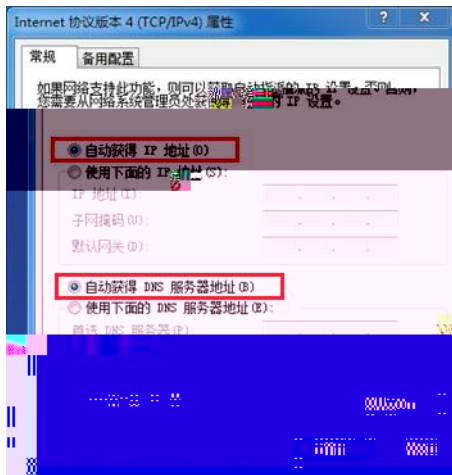 Internet 协议版本 4 (TCP/IPv4) 属性
常规 备用配置
如果网络支持此功能，则可以获取自动指派的 IP 设置。否则，
您需要从网络系统管理员处获得 IP 设置。
自动获得 IP 地址(O)
使用下面的 IP 地址(S):
IP 地址(I):
子网掩码(U):
默认网关(D):
自动获得 DNS 服务器地址(B)
使用下面的 DNS 服务器地址(E):
首选 DNS 服务器(P)